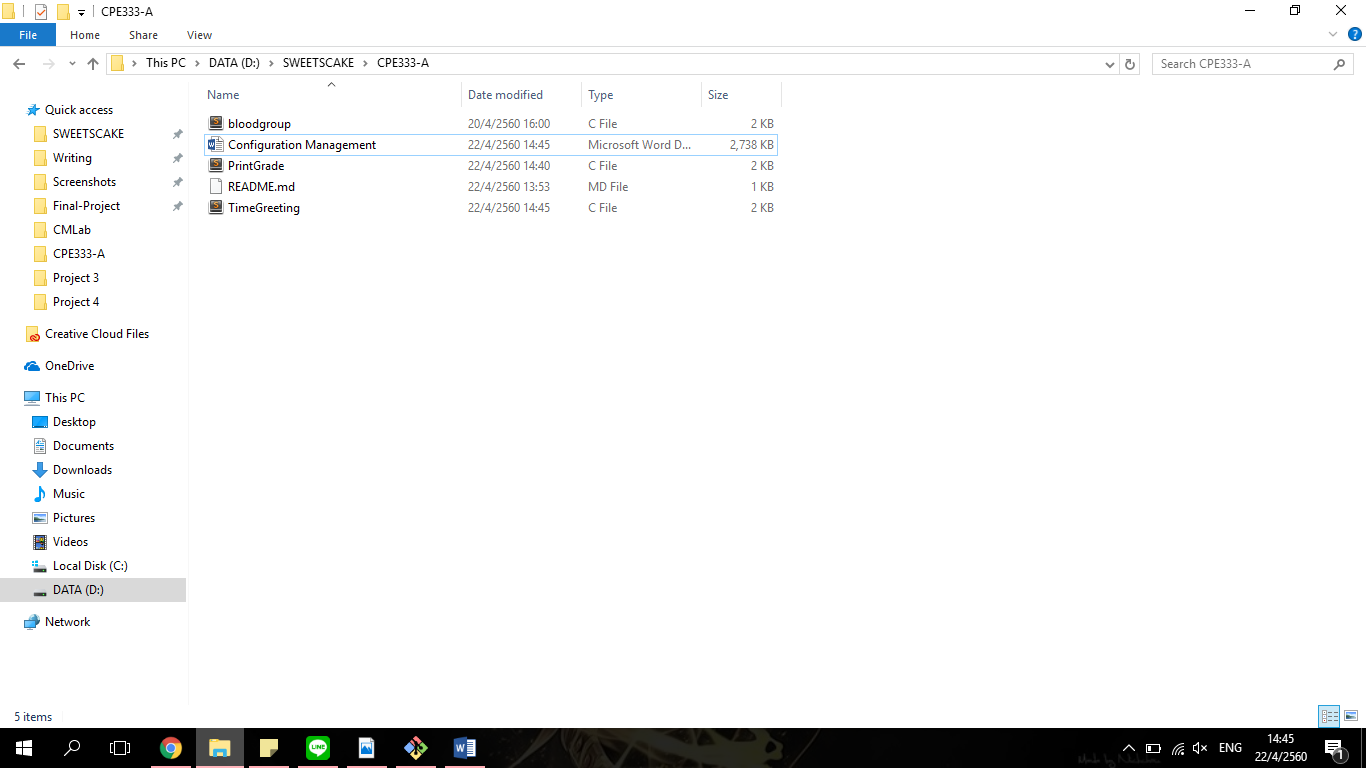 CPE333-A
File Home Share View
This PC DATA (D:) SWEETSCAKE CPE333-A Search CPE333-A
Name Date modified Type Size
bloodgroup 20/4/2560 16:00 C File 2 KB
Configuration Management 22/4/2560 14:45 Microsoft Word D... 2,738 KB
PrintGrade 22/4/2560 14:40 C File 2 KB
README.md 22/4/2560 13:53 MD File 1 KB
TimeGreeting 22/4/2560 14:45 C File 2 KB
Quick access
SWEETSCAKE
Writing
Screenshots
Final-Project
CMLab
CPE333-A
Project 3
Project 4
Creative Cloud Files
OneDrive
This PC
Desktop
Documents
Downloads
Music
Pictures
Videos
Local Disk (C:)
DATA (D:)
Network
5 items
LINE
ENG
14:45
22/4/2560
1